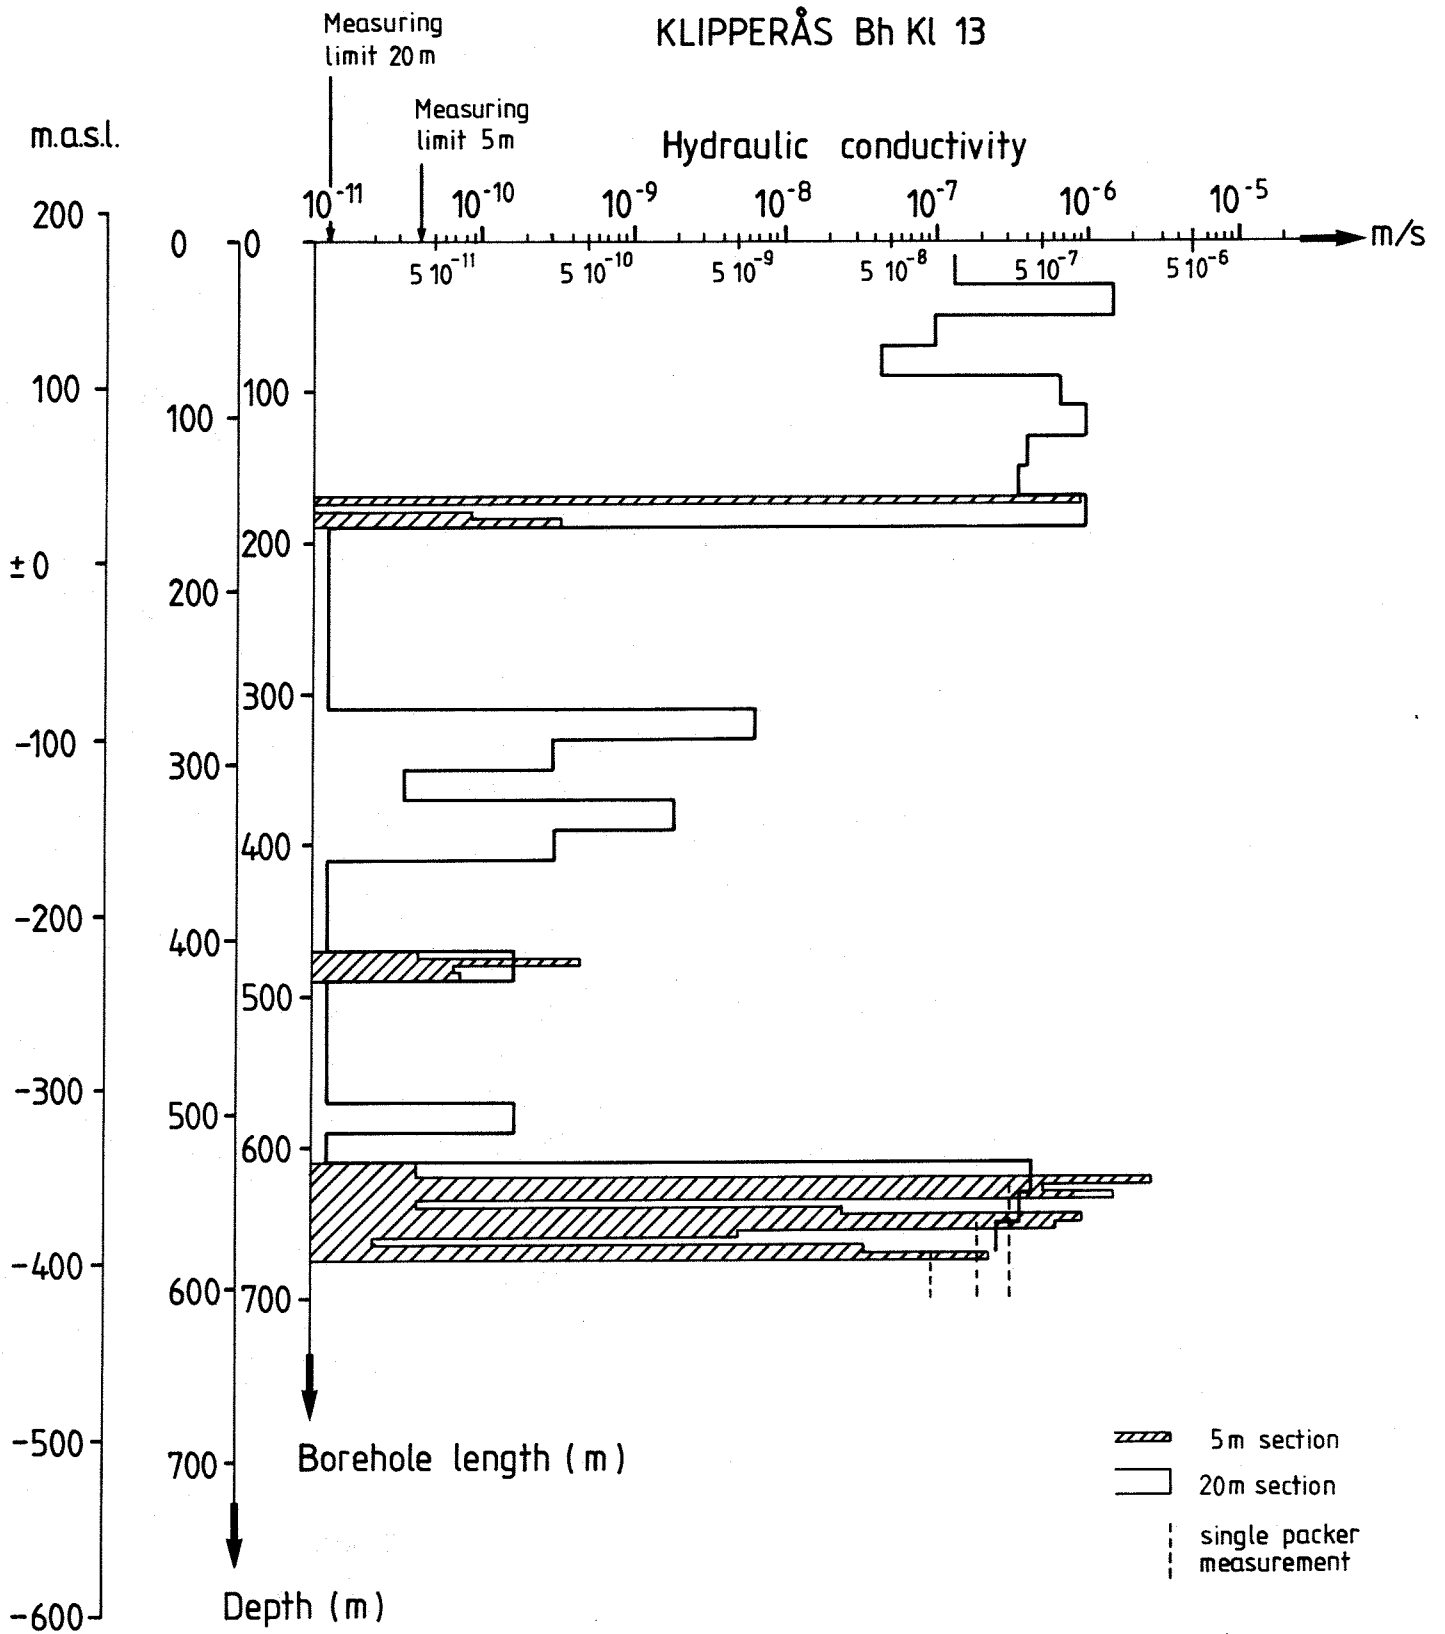 Measuring
limit 20 m
KLIPPERÅS Bh Kl 13
Measuring
limit 5 m
m.a.s.l.
Hydraulic conductivity
10⁻¹¹ 10⁻¹⁰ 10⁻⁹ 10⁻⁸ 10⁻⁷ 10⁻⁶ 10⁻⁵
200
0 0 m/s
5 10⁻¹¹ 5 10⁻¹⁰ 5 10⁻⁹ 5 10⁻⁸ 5 10⁻⁷ 5 10⁻⁶
100 100
100
200
±0
200
300
-100
300
400
-200
400
500
-300
500
600
-400
600 700
-500
700
Borehole length (m)
5 m section
20 m section
single packer
measurement
Depth (m)
-600